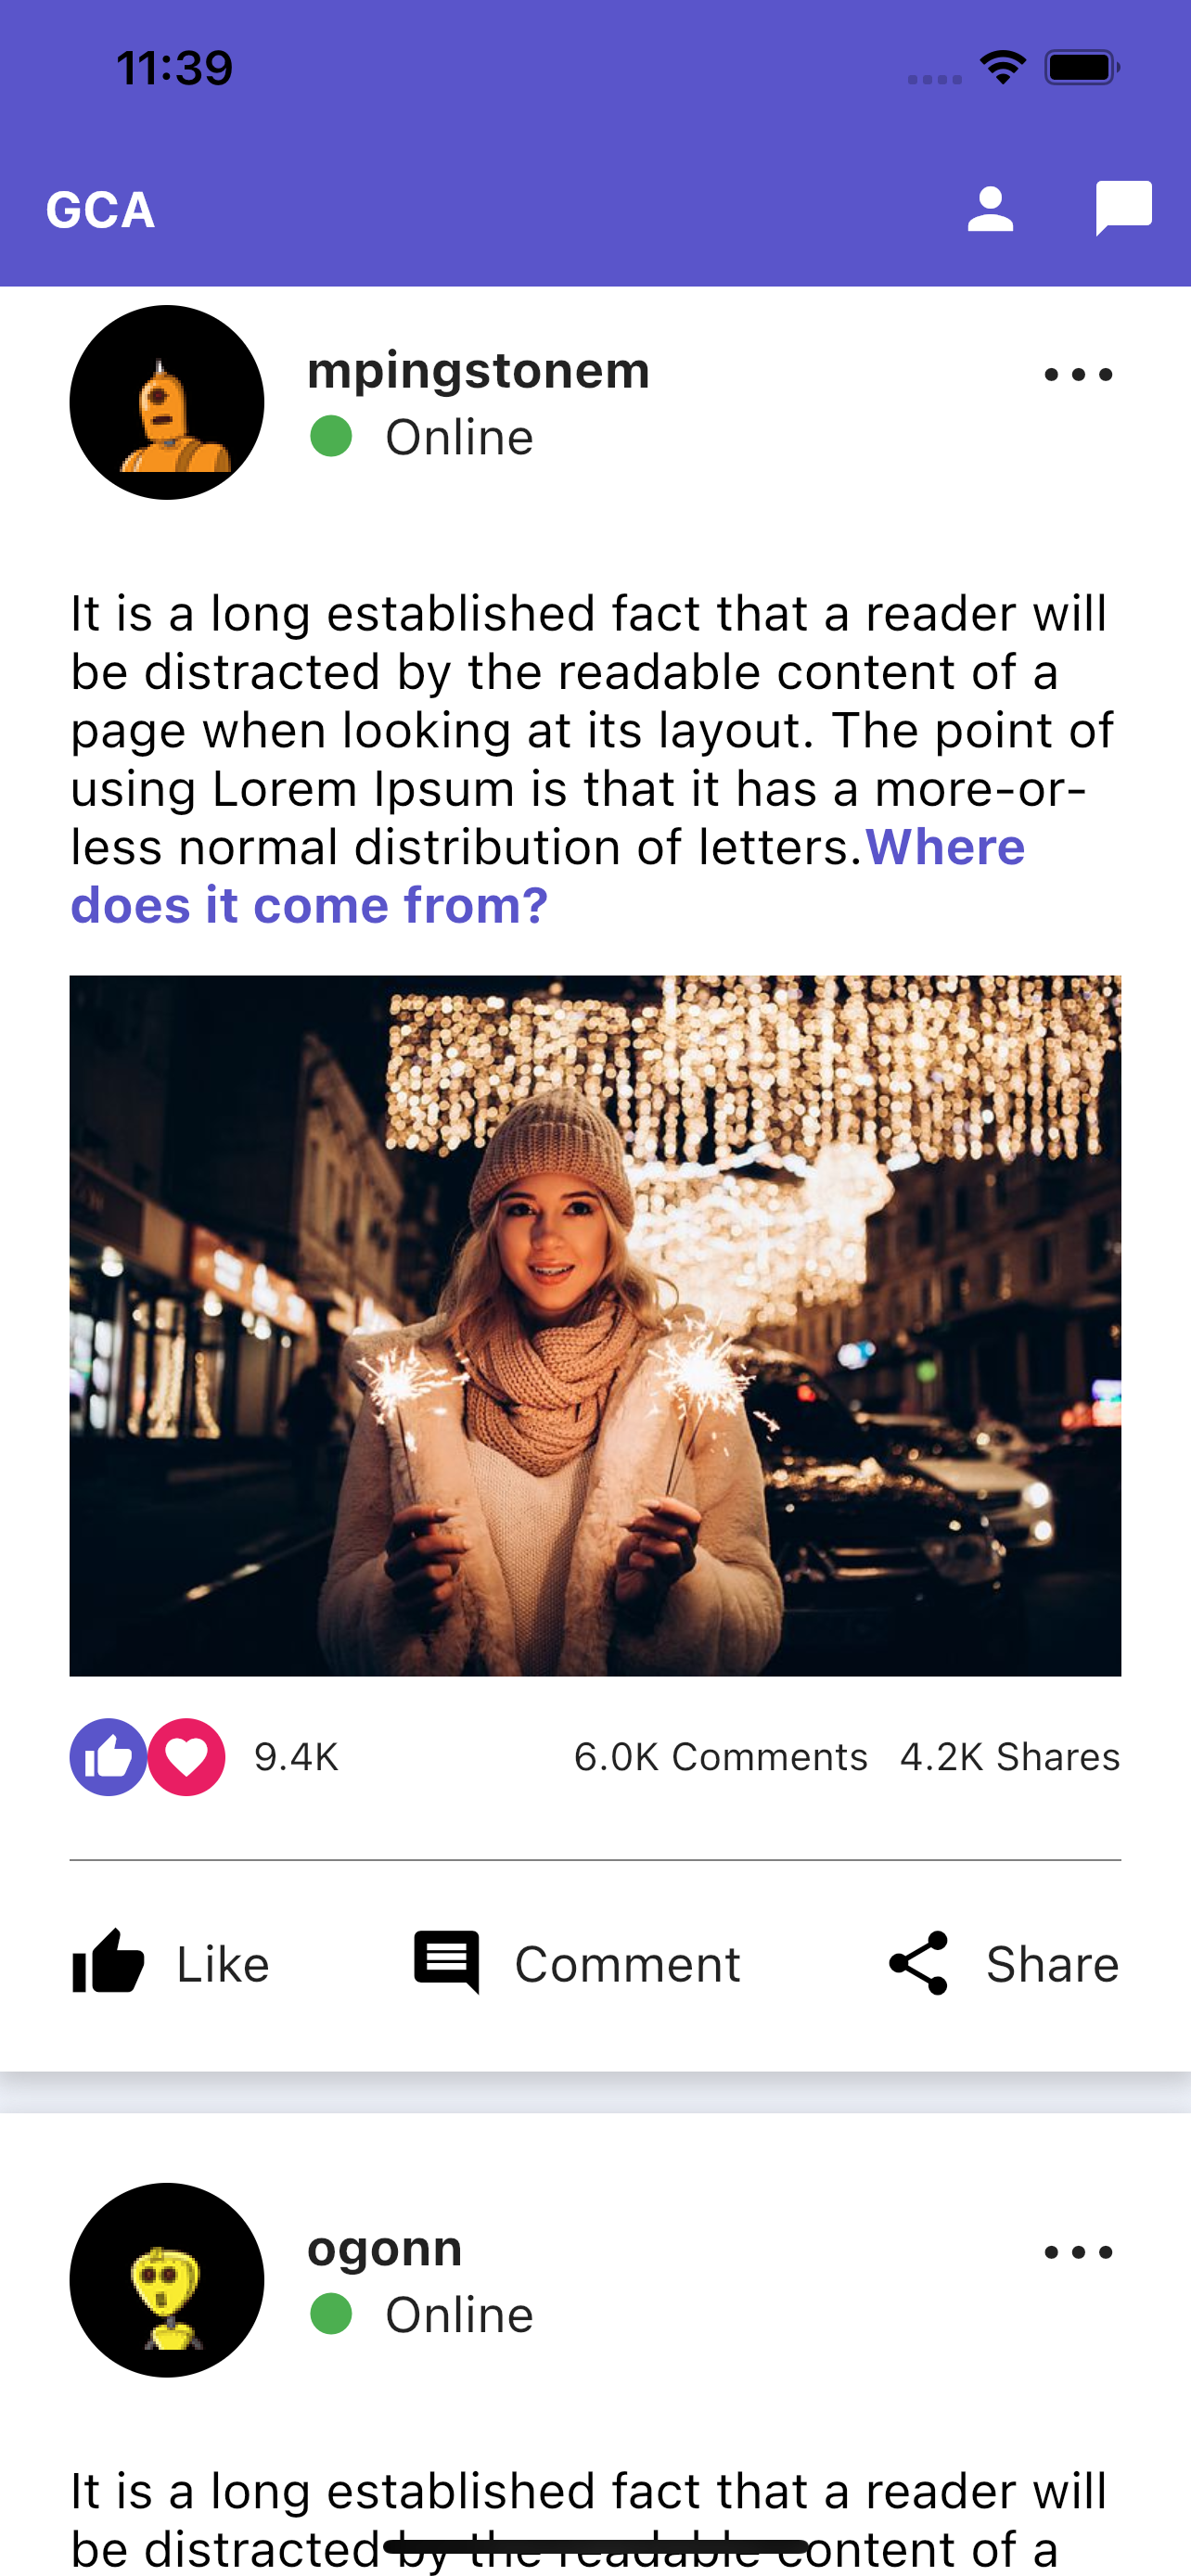 11:39
GCA
mpingstonem
Online
It is a long established fact that a reader will
be distracted by the readable content of a
page when looking at its layout. The point of
using Lorem Ipsum is that it has a more-or-
less normal distribution of letters.Where
does it come from?
9.4K 6.0K Comments 4.2K Shares
Like Comment Share
ogonn
Online
It is a long established fact that a reader will
be distracted by the readable content of a